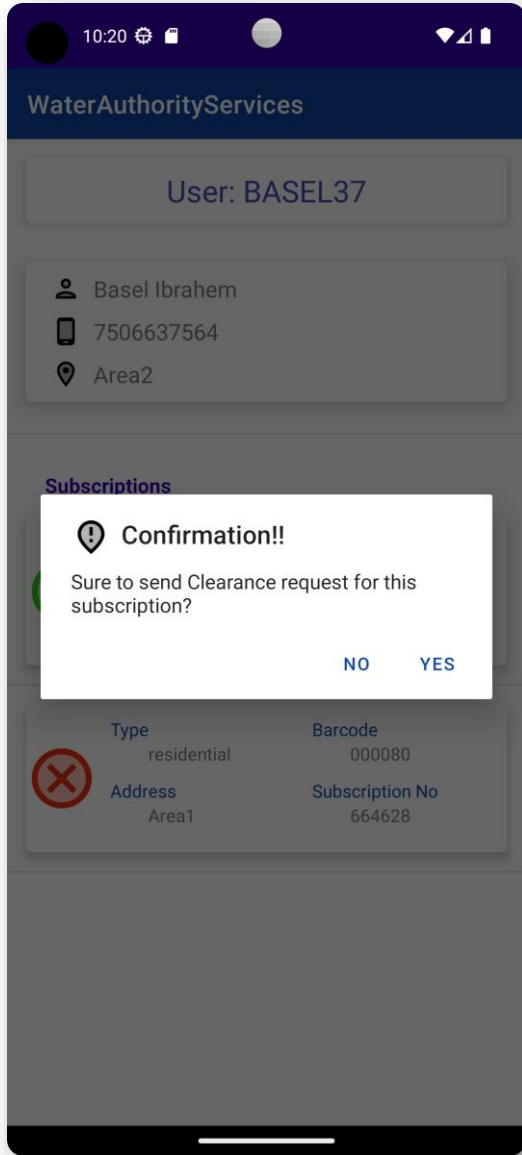 10:20
WaterAuthorityServices
User: BASEL37
Basel Ibrahem
7506637564
Area2
Subscriptions
Confirmation!!
Sure to send Clearance request for this
subscription?
NO YES
Type Barcode
residential 000080
Address Subscription No
Area1 664628